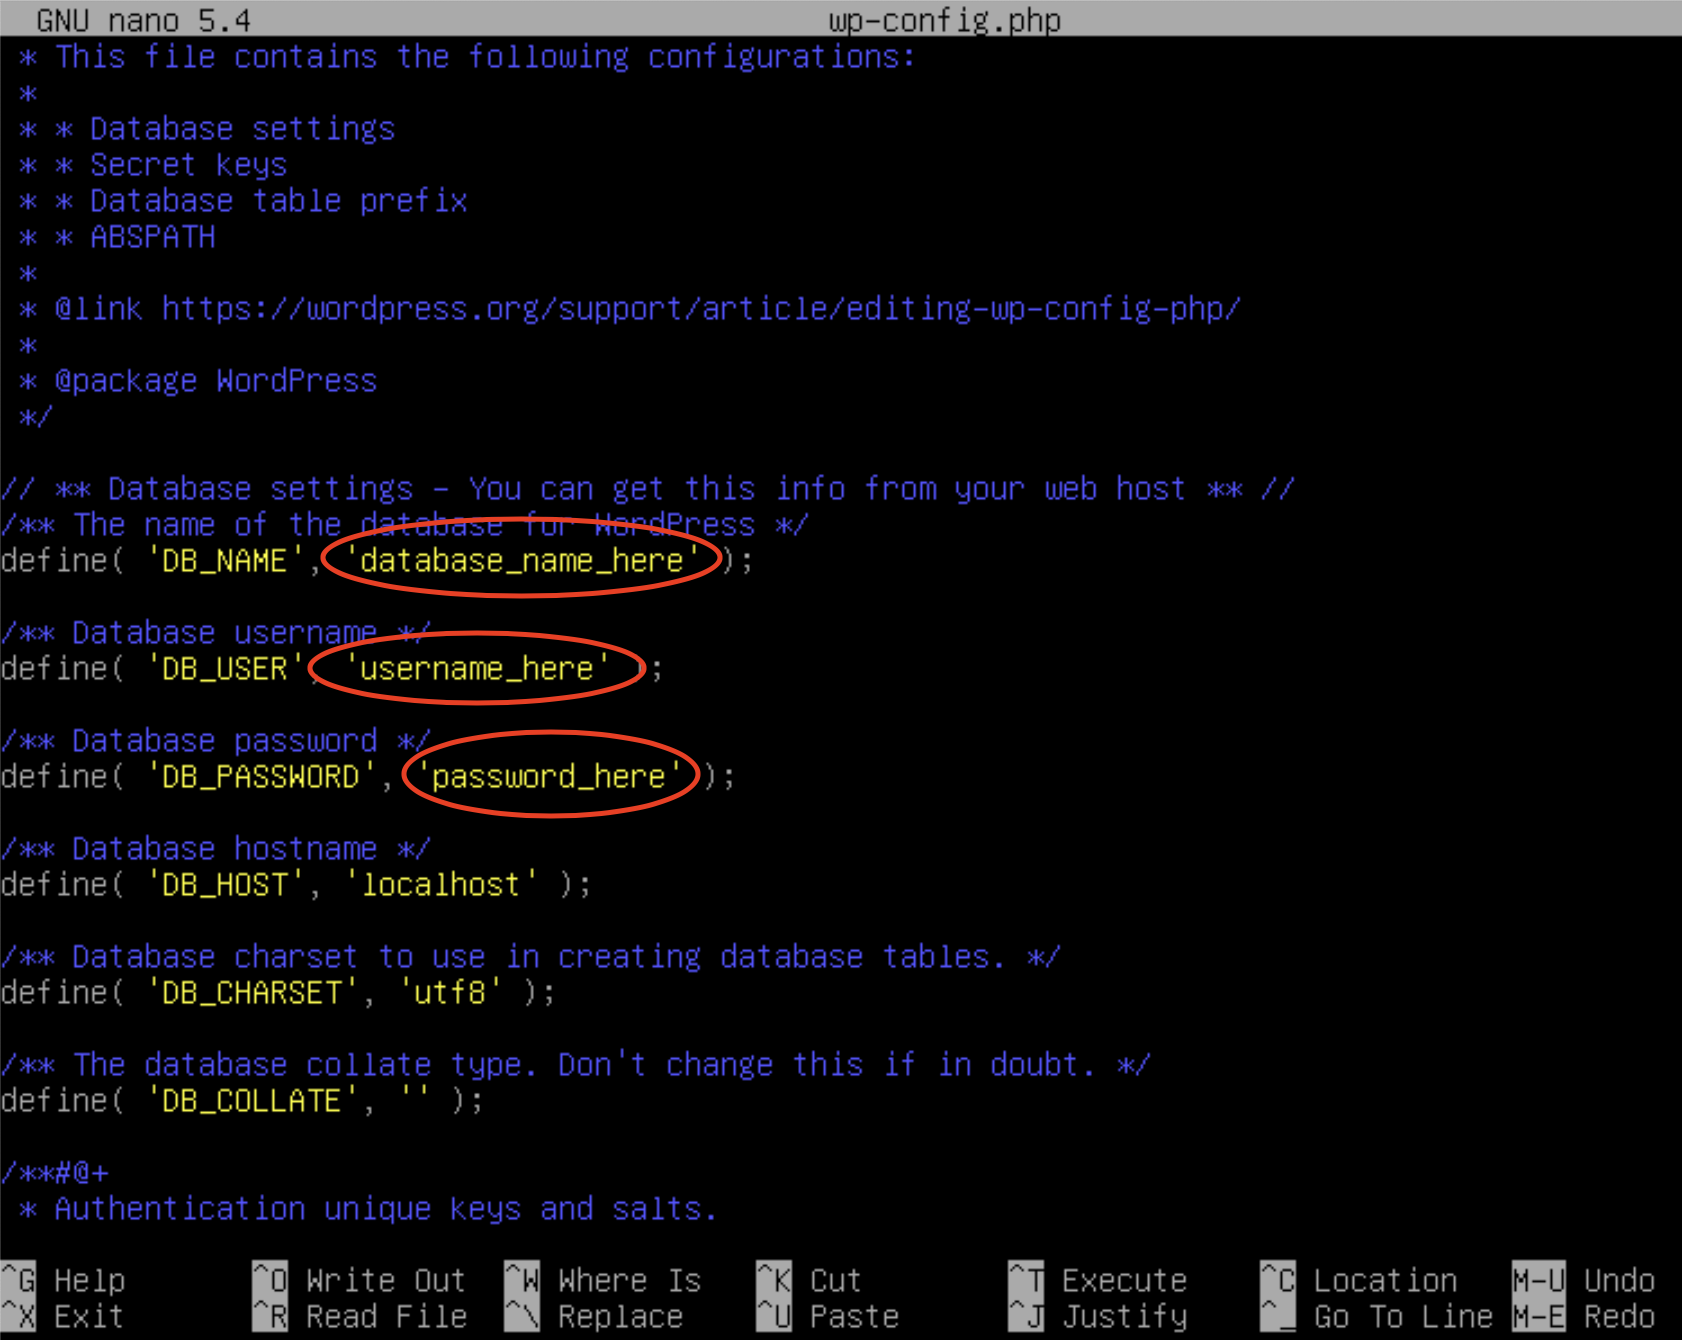 GNU nano 5.4 wp-config.php
 * This file contains the following configurations:
 *
 * * Database settings
 * * Secret keys
 * * Database table prefix
 * * ABSPATH
 *
 * @link https://wordpress.org/support/article/editing-wp-config-php/
 *
 * @package WordPress
 */
// ** Database settings - You can get this info from your web host ** //
/** The name of the database for WordPress */
define( 'DB_NAME', 'database_name_here' );
/** Database username */
define( 'DB_USER', 'username_here' );
/** Database password */
define( 'DB_PASSWORD', 'password_here' );
/** Database hostname */
define( 'DB_HOST', 'localhost' );
/** Database charset to use in creating database tables. */
define( 'DB_CHARSET', 'utf8' );
/** The database collate type. Don't change this if in doubt. */
define( 'DB_COLLATE', '' );
/**#@+
 * Authentication unique keys and salts.
^G Help ^O Write Out ^W Where Is ^K Cut ^T Execute ^C Location M-U Undo
^X Exit ^R Read File ^\ Replace ^U Paste ^J Justify ^_ Go To Line M-E Redo